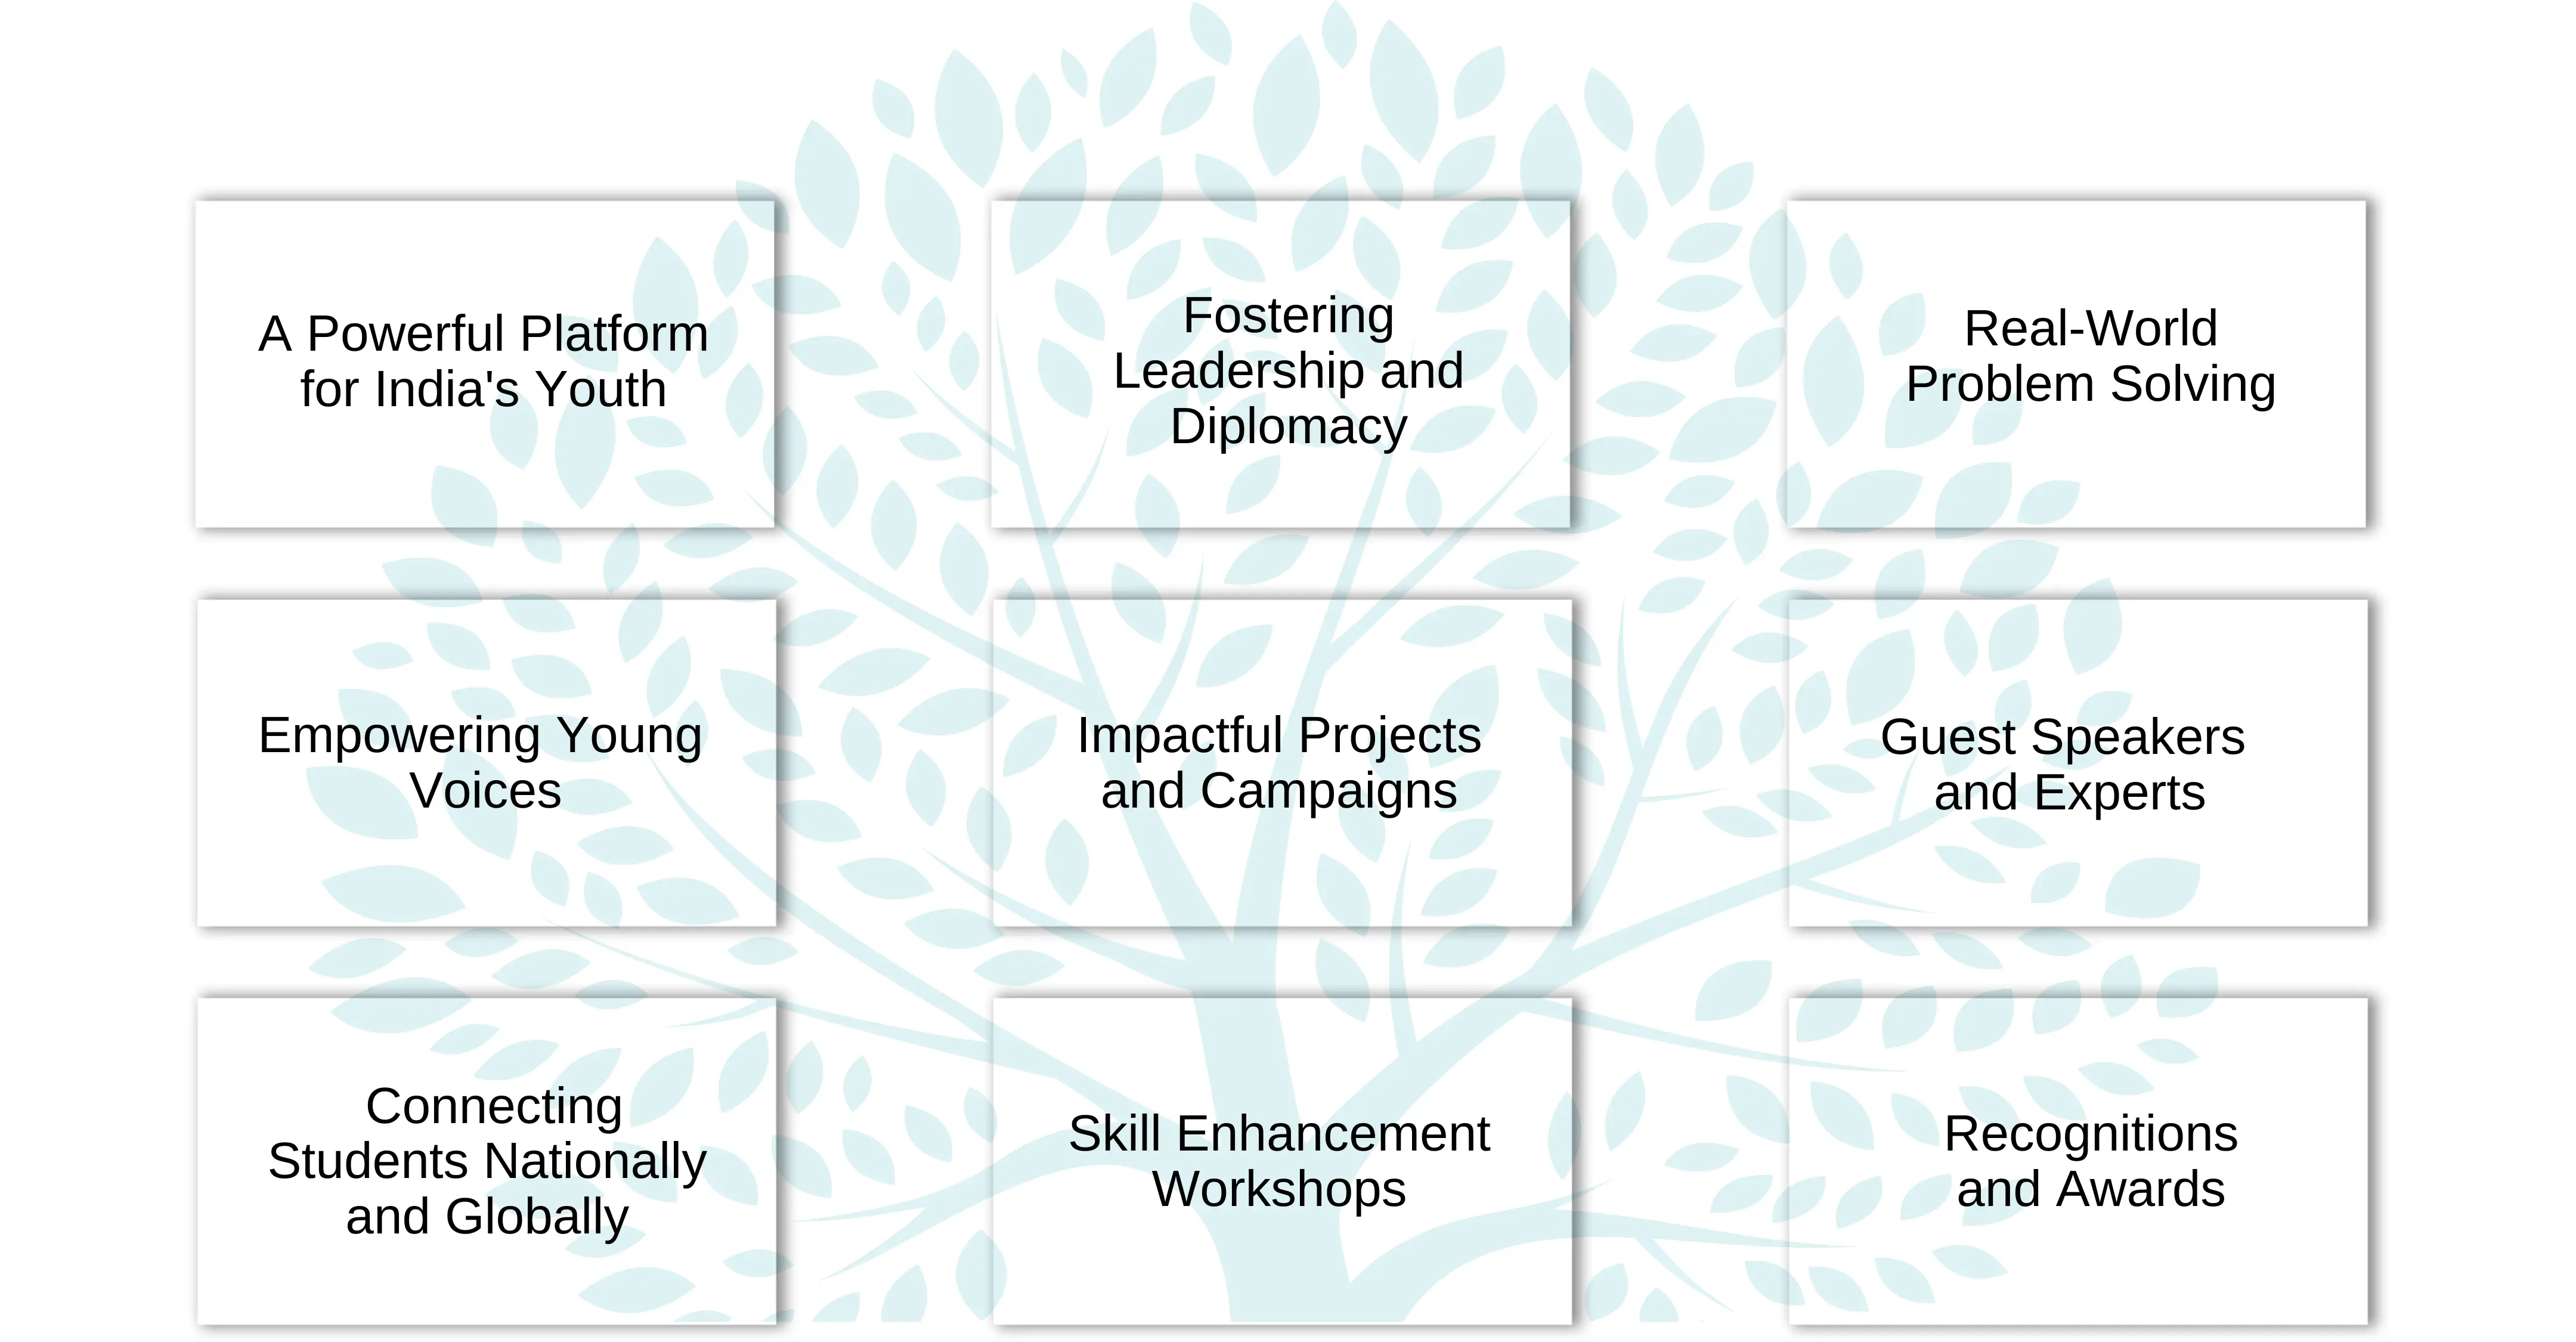 A Powerful Platform
for India's Youth
Fostering
Leadership and
Diplomacy
Real-World
Problem Solving
Empowering Young
Voices
Impactful Projects
and Campaigns
Guest Speakers
and Experts
Connecting
Students Nationally
and Globally
Skill Enhancement
Workshops
Recognitions
and Awards